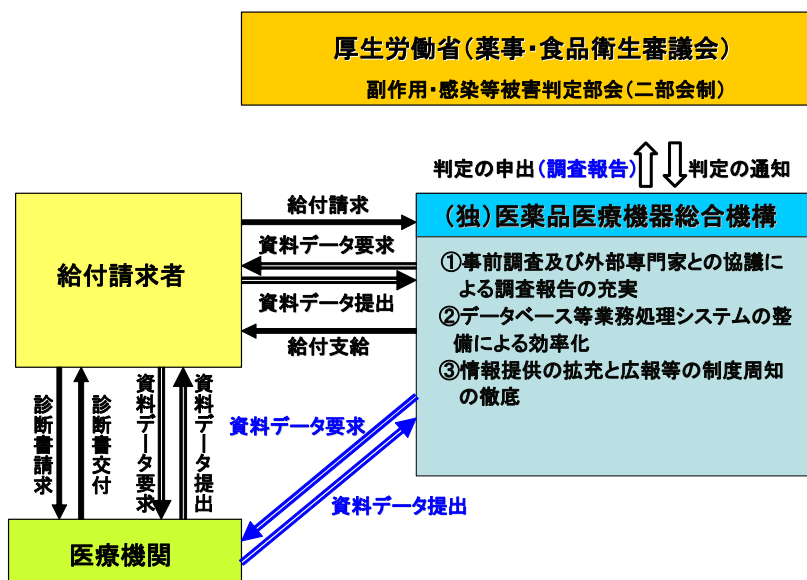 厚生労働省（薬事・食品衛生審議会）
副作用・感染等被害判定部会（二部会制）
判定の申出（調査報告）
判定の通知
給付請求者
給付請求
資料データ要求
資料データ提出
給付支給
（独）医薬品医療機器総合機構
①事前調査及び外部専門家との協議に
よる調査報告の充実
②データベース等業務処理システムの整
備による効率化
③情報提供の拡充と広報等の制度周知
の徹底
診断書請求
診断書交付
資料データ要求
資料データ提出
資料データ要求
資料データ提出
医療機関